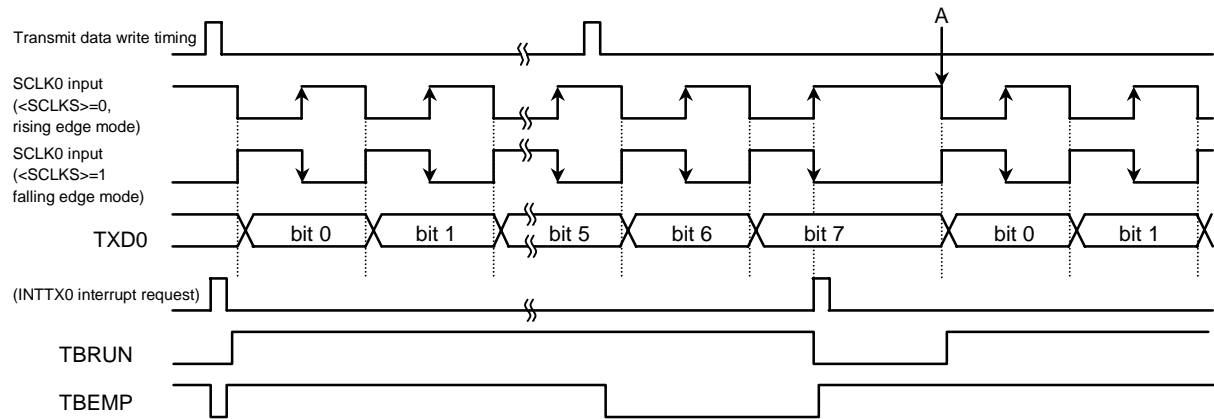 A
Transmit data write timing
SCLK0 input
(<SCLKS>=0,
rising edge mode)
SCLK0 input
(<SCLKS>=1
falling edge mode)
TXD0
bit 0
bit 1
bit 5
bit 6
bit 7
bit 0
bit 1
(INTTX0 interrupt request)
TBRUN
TBEMP